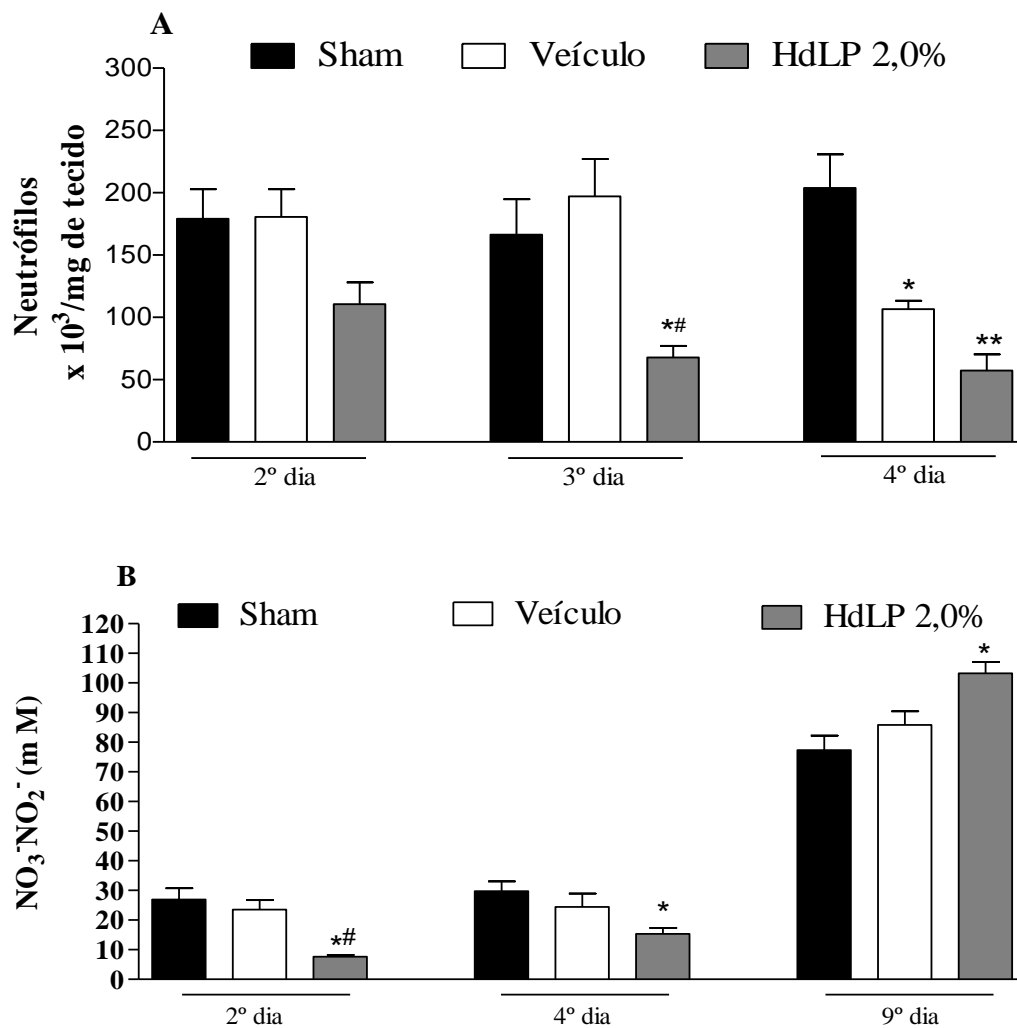 A
Sham Veículo HdLP 2,0%
Neutrófilos
x 10³/mg de tecido
300
250
200
150
100
50
0
*#
*
**
2º dia 3º dia 4º dia
B
Sham Veículo HdLP 2,0%
NO₃⁻NO₂⁻ (m M)
120
110
100
90
80
70
60
50
40
30
20
10
0
*#
*
*
2º dia 4º dia 9º dia